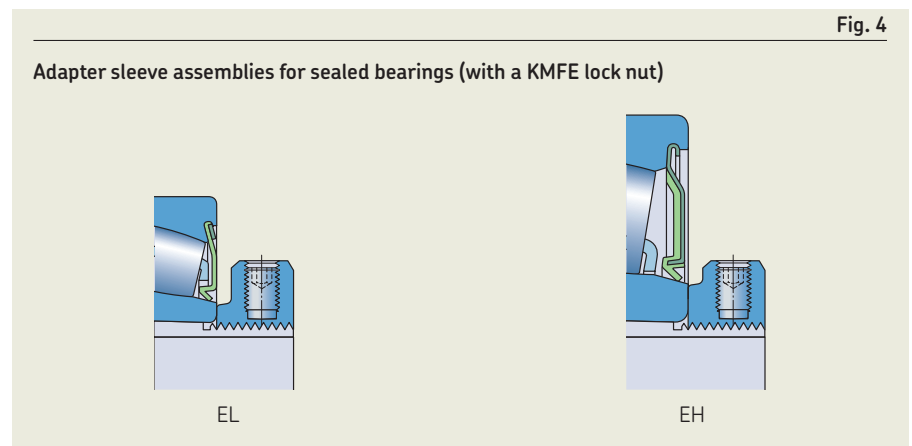 Fig. 4
Adapter sleeve assemblies for sealed bearings (with a KMFE lock nut)
EL
EH